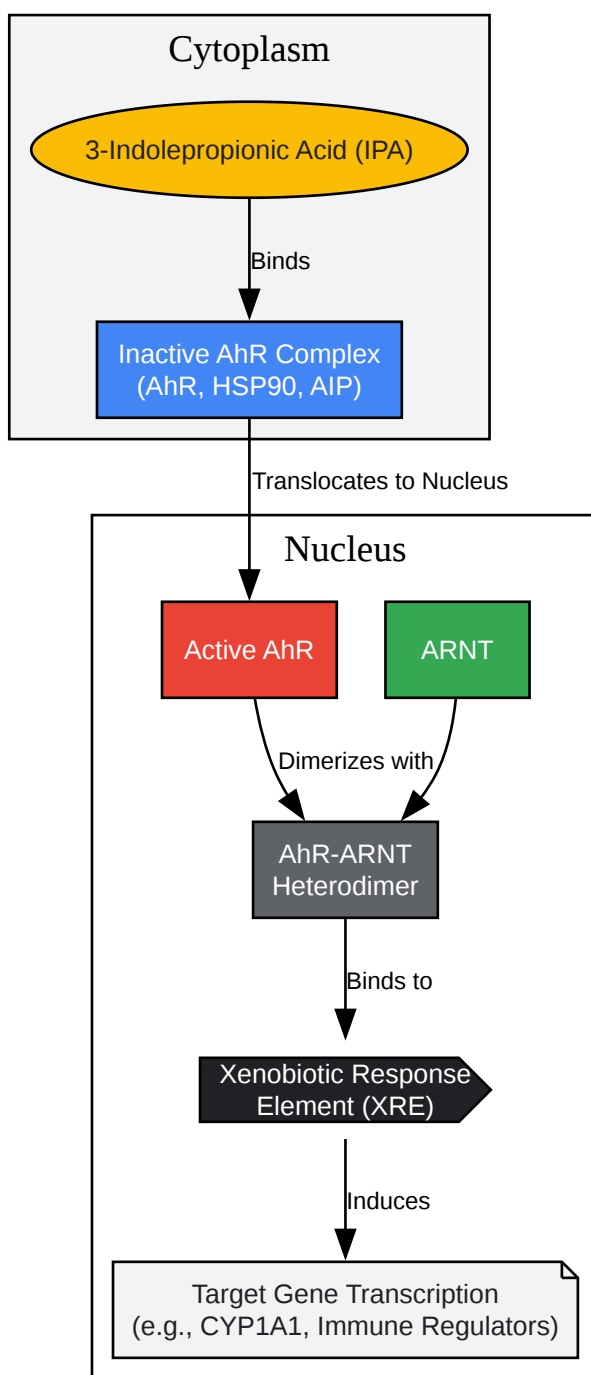 Cytoplasm
3-Indolepropionic Acid (IPA)
Binds
Inactive AhR Complex
(AhR, HSP90, AIP)
Translocates to Nucleus
Nucleus
Active AhR
ARNT
Dimerizes with
AhR-ARNT
Heterodimer
Binds to
Xenobiotic Response
Element (XRE)
Induces
Target Gene Transcription
(e.g., CYP1A1, Immune Regulators)